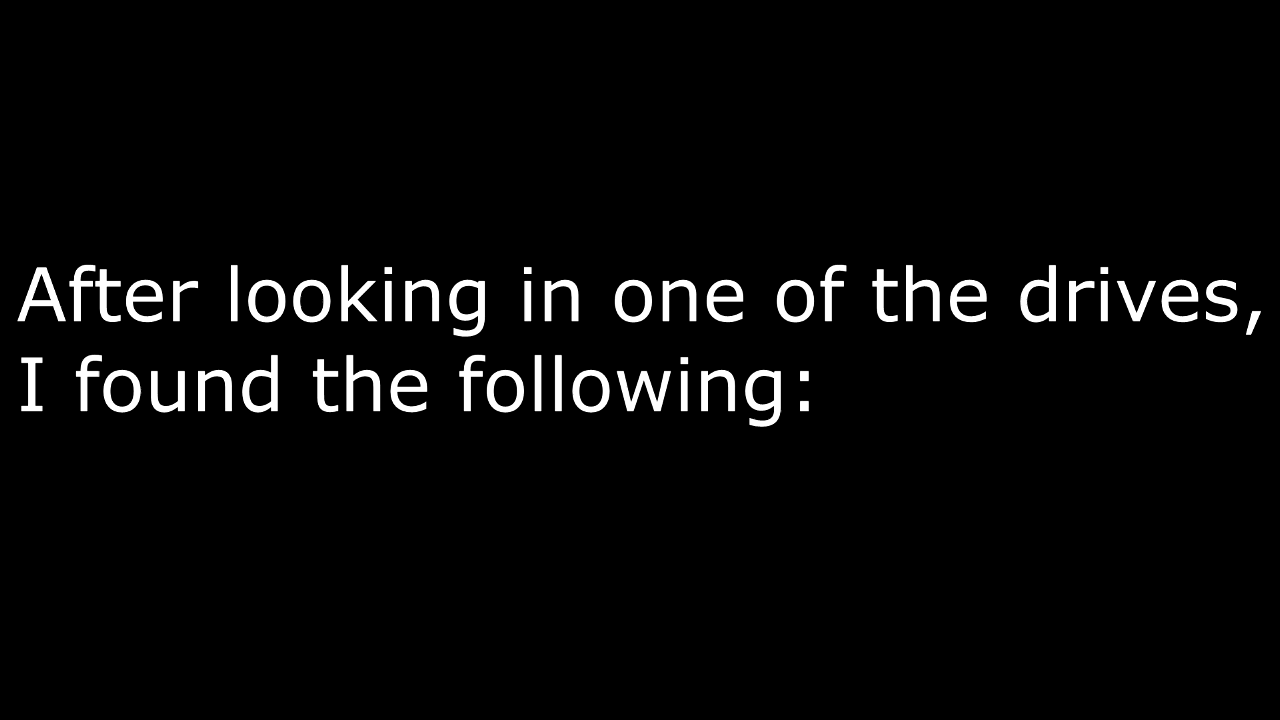 After looking in one of the drives,
I found the following: